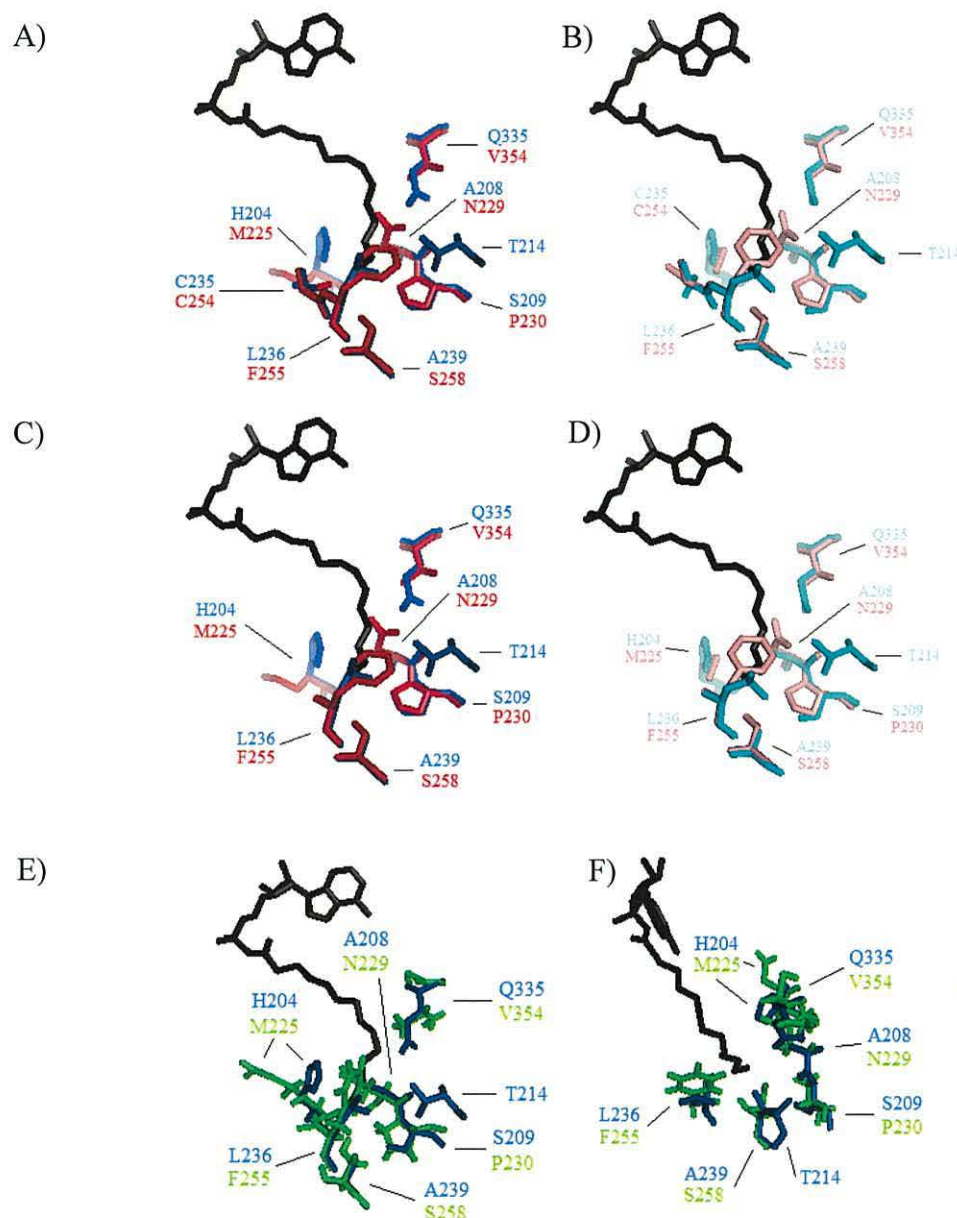 A)
Q335
V354
A208
N229
H204
M225
T214
C235
C254
S209
P230
L236
F255
A239
S258
B)
Q335
V354
C235
C254
A208
N229
T214
S209
P230
L236
F255
A239
S258
C)
Q335
V354
A208
N229
H204
M225
T214
S209
P230
L236
F255
A239
S258
D)
Q335
V354
A208
N229
H204
M225
T214
S209
P230
L236
F255
A239
S258
E)
A208
N229
H204
M225
Q335
V354
T214
L236
F255
S209
P230
A239
S258
F)
H204
M225
Q335
V354
A208
N229
L236
F255
S209
P230
A239
S258
T214